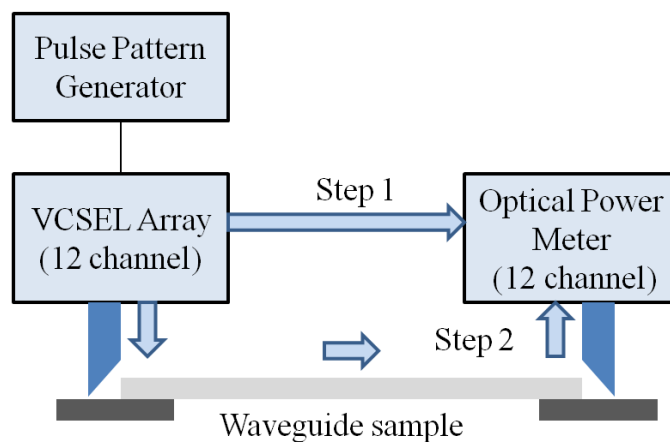 Pulse Pattern
Generator
Step 1
VCSEL Array
(12 channel)
Optical Power
Meter
(12 channel)
Step 2
Waveguide sample